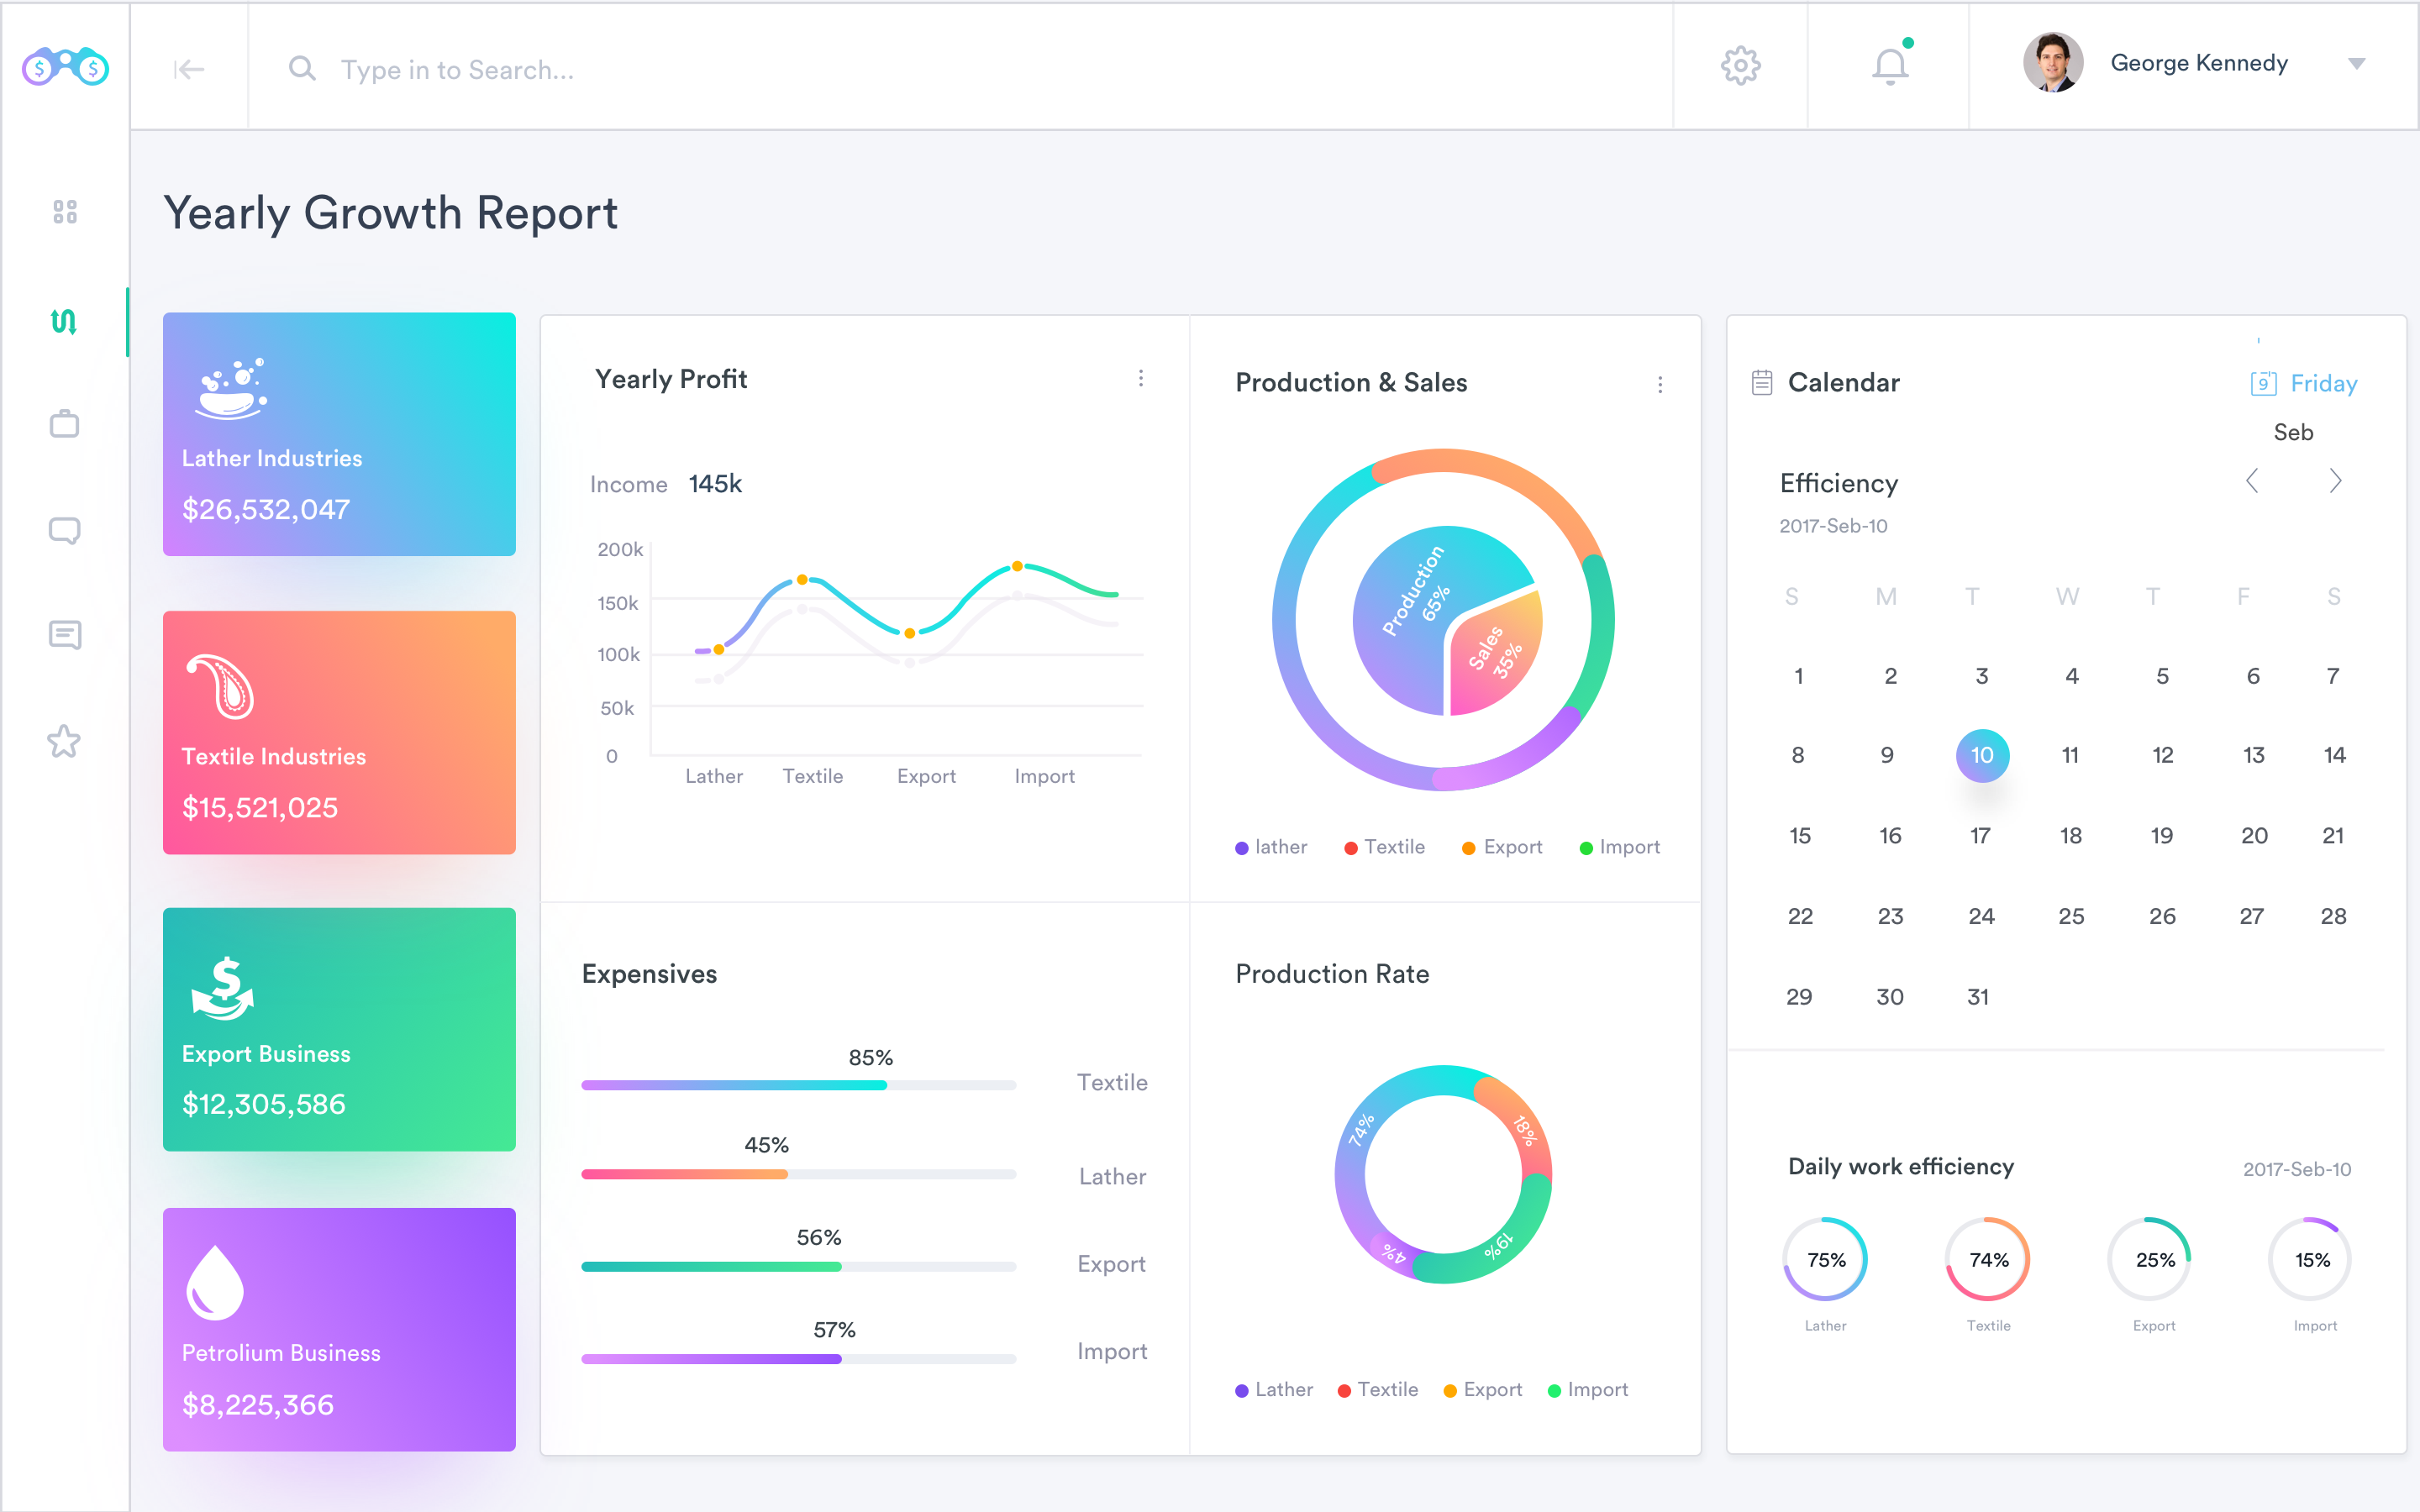 $ $
Type in to Search...
George Kennedy
Yearly Growth Report
Lather Industries
$26,532,047
Textile Industries
$15,521,025
Export Business
$12,305,586
Petrolium Business
$8,225,366
Yearly Profit
Income 145k
200k
150k
100k
50k
0
Lather Textile Export Import
Production & Sales
Production
65%
Sales
35%
lather Textile Export Import
Expensives
85%
Textile
45%
Lather
56%
Export
57%
Import
Production Rate
74%
18%
19%
4%
Lather Textile Export Import
Calendar
9 Friday
Seb
Efficiency
2017-Seb-10
S M T W T F S
1 2 3 4 5 6 7
8 9 10 11 12 13 14
15 16 17 18 19 20 21
22 23 24 25 26 27 28
29 30 31
Daily work efficiency
2017-Seb-10
75% 74% 25% 15%
Lather Textile Export Import